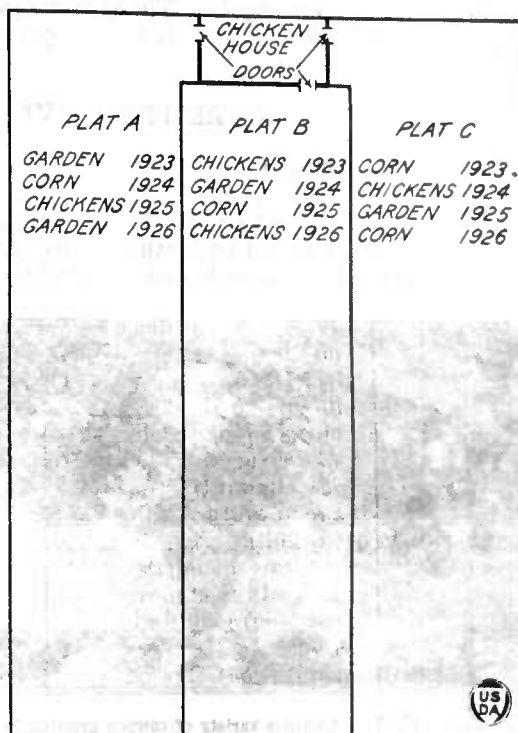 CHICKEN
HOUSE
DOORS
PLAT A
GARDEN 1923
CORN 1924
CHICKENS 1925
GARDEN 1926
PLAT B
CHICKENS 1923
GARDEN 1924
CORN 1925
CHICKENS 1926
PLAT C
CORN 1923.
CHICKENS 1924
GARDEN 1925
CORN 1926
US
DA